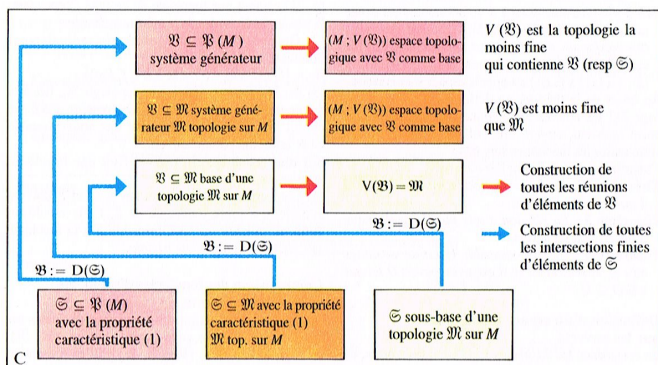 𝔅 ⊆ 𝔓 (M)
système générateur
(M ; V(𝔅)) espace topolo-
gique avec 𝔅 comme base
V (𝔅) est la topologie la
moins fine
qui contienne 𝔅 (resp 𝔖)
𝔅 ⊆ 𝔐 système géné-
rateur 𝔐 topologie sur M
(M ; V(𝔅)) espace topolo-
gique avec 𝔅 comme base
V (𝔅) est moins fine
que 𝔐
𝔅 ⊆ 𝔐 base d'une
topologie 𝔐 sur M
V(𝔅) = 𝔐
Construction de
toutes les réunions
d'éléments de 𝔅
𝔅 := D(𝔖)
𝔅 := D(𝔖)
𝔅 := D(𝔖)
Construction de toutes
les intersections finies
d'éléments de 𝔖
𝔖 ⊆ 𝔓 (M)
avec la propriété
caractéristique (1)
𝔖 ⊆ 𝔐 avec la propriété
caractéristique (1)
𝔐 top. sur M
𝔖 sous-base d'une
topologie 𝔐 sur M
C